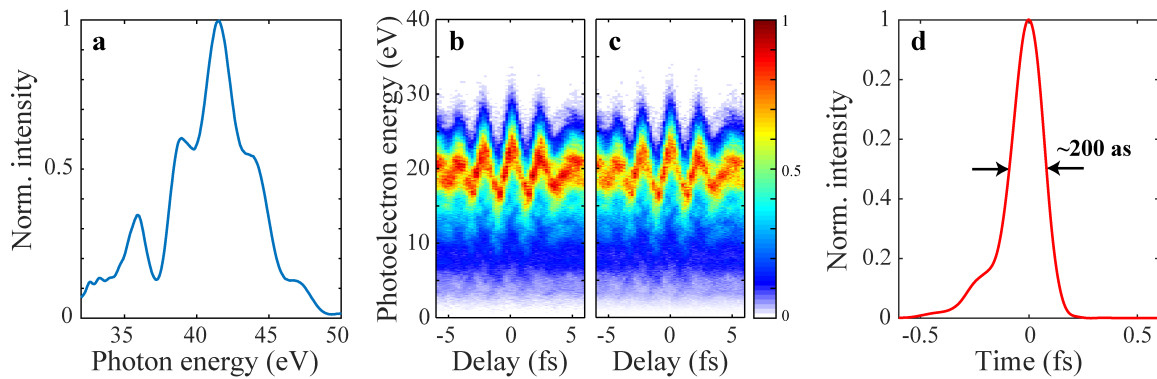 a
Norm. intensity
1
0.5
0
35
40
45
50
Photon energy (eV)
b
c
Photoelectron energy (eV)
40
30
20
10
0
-5
0
5
Delay (fs)
-5
0
5
Delay (fs)
1
0.5
0
d
Norm. intensity
1
0.2
0.2
0.4
0.2
0
~200 as
-0.5
0
0.5
Time (fs)